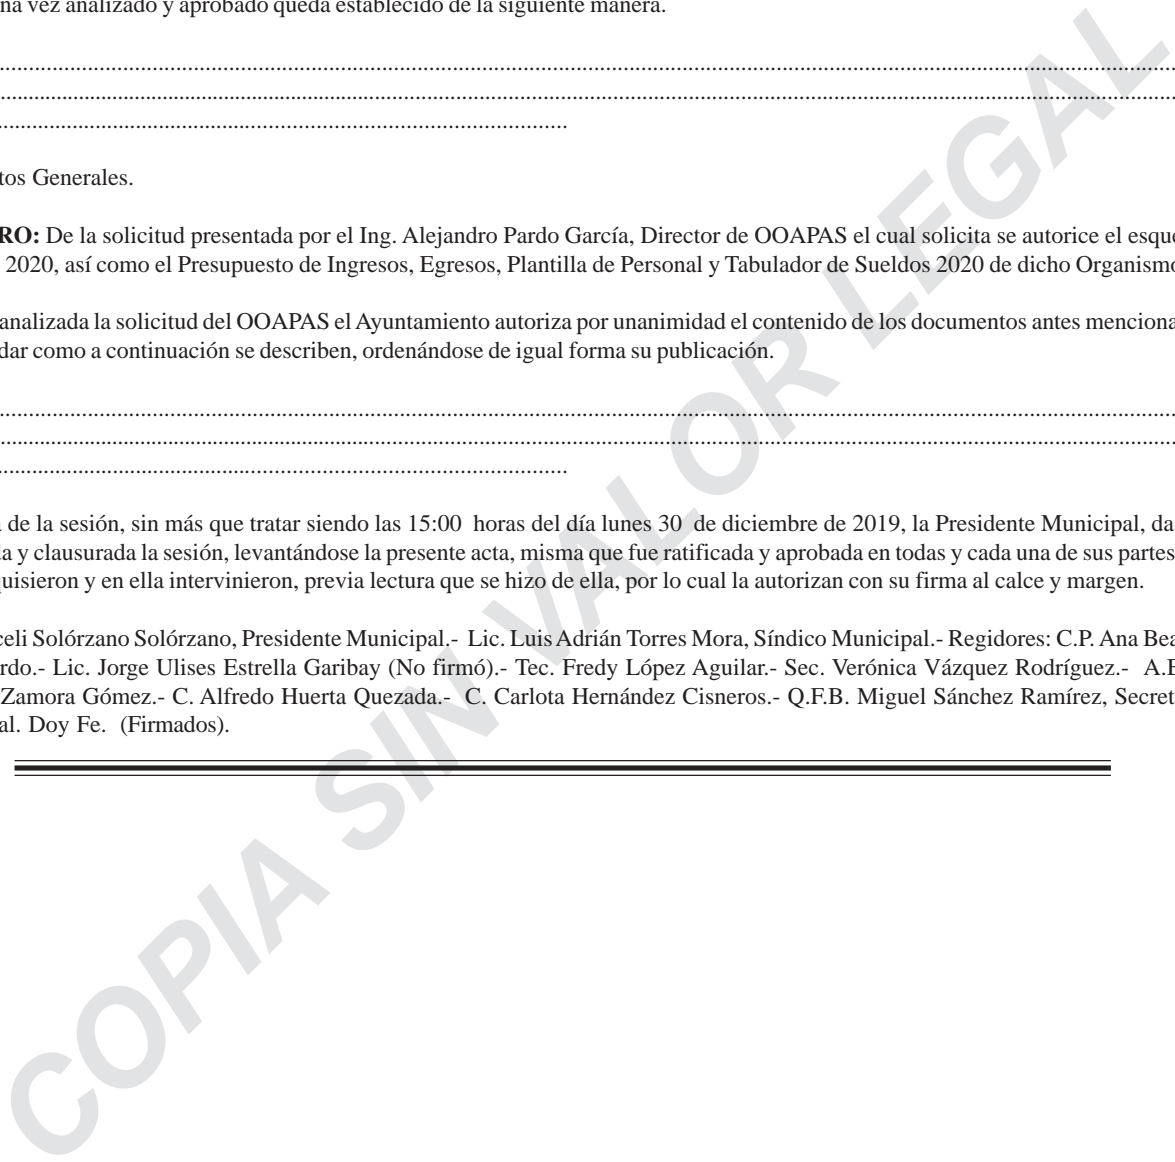 na vez analizado y aprobado queda establecido de la siguiente manera.
................................................................................................................................................................
................................................................................................................................................................
................................................................................
tos Generales.
RO: De la solicitud presentada por el Ing. Alejandro Pardo García, Director de OOAPAS el cual solicita se autorice el esque
2020, así como el Presupuesto de Ingresos, Egresos, Plantilla de Personal y Tabulador de Sueldos 2020 de dicho Organismo
analizada la solicitud del OOAPAS el Ayuntamiento autoriza por unanimidad el contenido de los documentos antes menciona
dar como a continuación se describen, ordenándose de igual forma su publicación.
................................................................................................................................................................
................................................................................................................................................................
................................................................................
de la sesión, sin más que tratar siendo las 15:00 horas del día lunes 30 de diciembre de 2019, la Presidente Municipal, da
la y clausurada la sesión, levantándose la presente acta, misma que fue ratificada y aprobada en todas y cada una de sus partes
quisieron y en ella intervinieron, previa lectura que se hizo de ella, por lo cual la autorizan con su firma al calce y margen.
celi Solórzano Solórzano, Presidente Municipal.- Lic. Luis Adrián Torres Mora, Síndico Municipal.- Regidores: C.P. Ana Bea
rdo.- Lic. Jorge Ulises Estrella Garibay (No firmó).- Tec. Fredy López Aguilar.- Sec. Verónica Vázquez Rodríguez.- A.E
Zamora Gómez.- C. Alfredo Huerta Quezada.- C. Carlota Hernández Cisneros.- Q.F.B. Miguel Sánchez Ramírez, Secret
al. Doy Fe. (Firmados).
COPIA SIN VALOR LEGAL